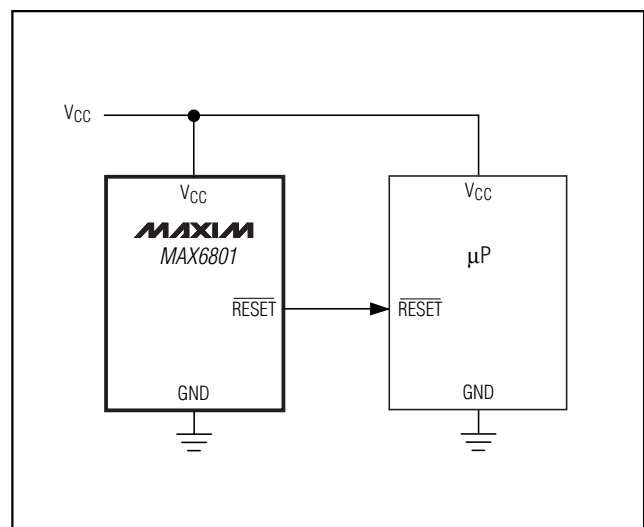 VCC
VCC
MAXIM
MAX6801
RESET
GND
VCC
μP
RESET
GND